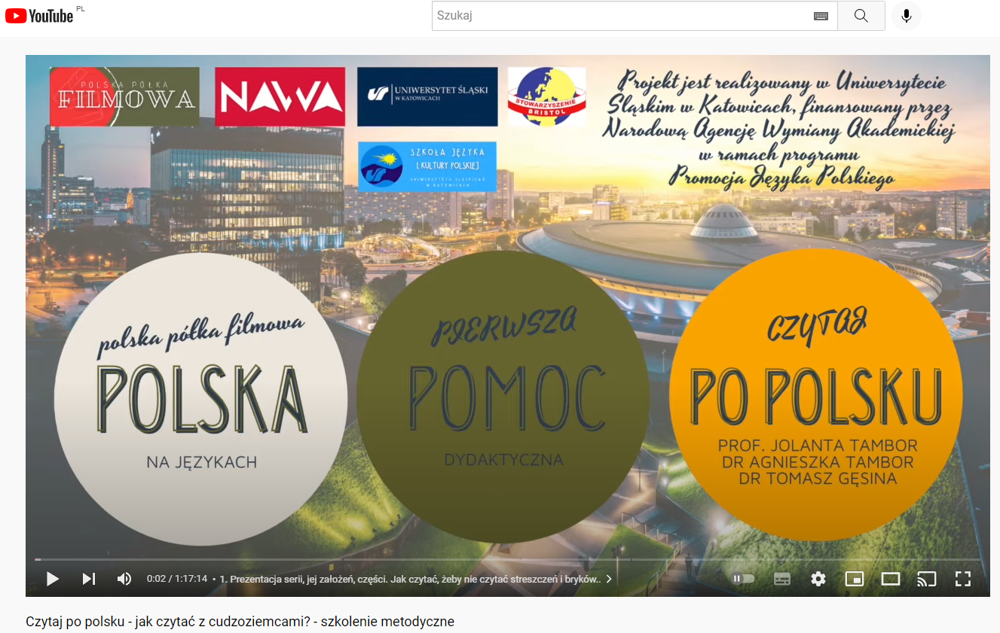 YouTube PL
Szukaj
POLSKA PÓŁKA
FILMOWA
NAWA
UNIWERSYTET ŚLĄSKI
W KATOWICACH
STOWARZYSZENIE
BRISTOL
SZKOŁA JĘZYKA
I KULTURY POLSKIEJ
UNIWERSYTETU ŚLĄSKIEGO
W KATOWICACH
Projekt jest realizowany w Uniwersytecie
Śląskim w Katowicach, finansowany przez
Narodową Agencję Wymiany Akademickiej
w ramach programu
Promocja Języka Polskiego
polska półka filmowa
POLSKA
NA JĘZYKACH
PIERWSZA
POMOC
DYDAKTYCZNA
CZYTAJ
PO POLSKU
PROF. JOLANTA TAMBOR
DR AGNIESZKA TAMBOR
DR TOMASZ GĘSINA
0:02 / 1:17:14 • 1. Prezentacja serii, jej założeń, części. Jak czytać, żeby nie czytać streszczeń i bryków..
Czytaj po polsku - jak czytać z cudzoziemcami? - szkolenie metodyczne